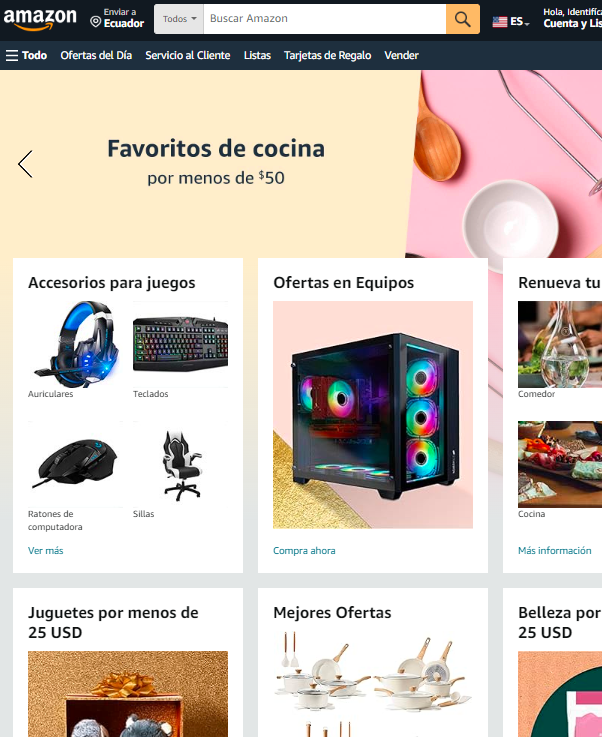 amazon
Enviar a
Ecuador
Todos
Buscar Amazon
ES
Hola, Identific
Cuenta y Lis
Todo
Ofertas del Día
Servicio al Cliente
Listas
Tarjetas de Regalo
Vender
Favoritos de cocina
por menos de $50
Accesorios para juegos
Auriculares
Teclados
Ratones de
computadora
Sillas
Ver más
Ofertas en Equipos
Compra ahora
Renueva tu
Comedor
Cocina
Más información
Juguetes por menos de
25 USD
Mejores Ofertas
Belleza por
25 USD